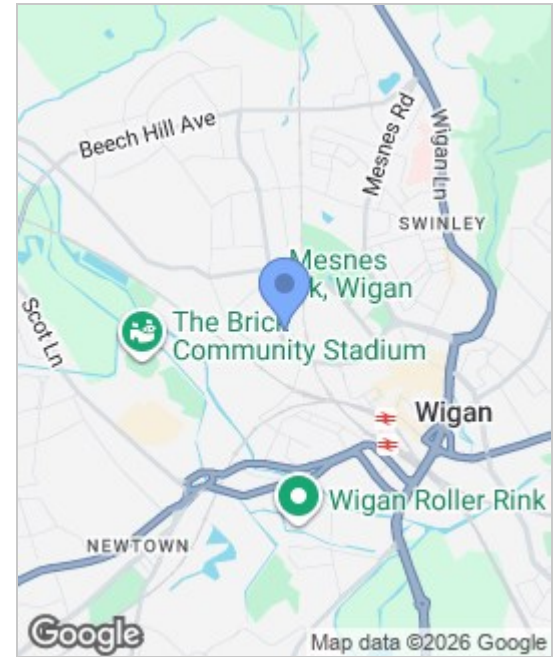 Beech Hill Ave
Mesnes Rd
Wigan Ln
SWINLEY
Mesnes
k, Wigan
Scot Ln
The Brick
Community Stadium
Wigan
Wigan Roller Rink
NEWTOWN
Google
Map data ©2026 Google